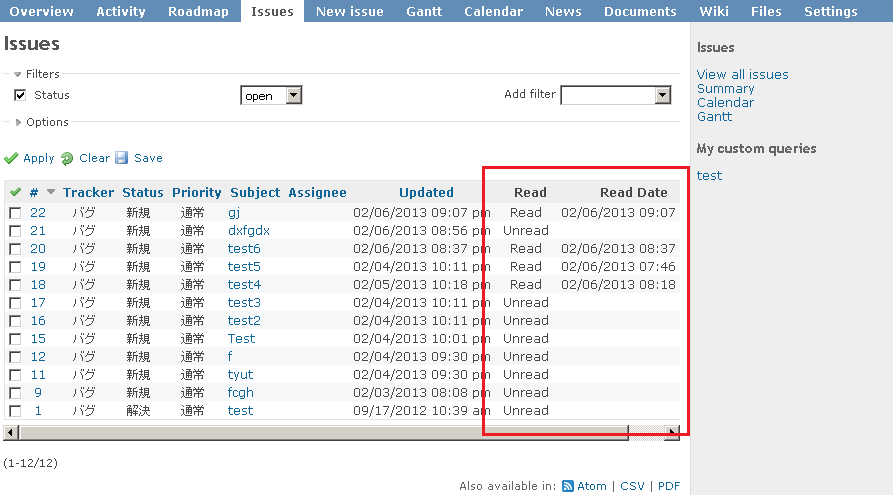 Overview Activity Roadmap Issues New issue Gantt Calendar News Documents Wiki Files Settings
Issues
Filters
Status open Add filter
Options
Apply Clear Save
# Tracker Status Priority Subject Assignee Updated Read Read Date
22 バグ 新規 通常 gj 02/06/2013 09:07 pm Read 02/06/2013 09:07
21 バグ 新規 通常 dxfgdx 02/06/2013 08:56 pm Unread
20 バグ 新規 通常 test6 02/06/2013 08:37 pm Read 02/06/2013 08:37
19 バグ 新規 通常 test5 02/04/2013 10:11 pm Read 02/06/2013 07:46
18 バグ 新規 通常 test4 02/05/2013 10:18 pm Read 02/06/2013 08:18
17 バグ 新規 通常 test3 02/04/2013 10:11 pm Unread
16 バグ 新規 通常 test2 02/04/2013 10:11 pm Unread
15 バグ 新規 通常 Test 02/04/2013 10:01 pm Unread
12 バグ 新規 通常 f 02/04/2013 09:30 pm Unread
11 バグ 新規 通常 tyut 02/04/2013 09:30 pm Unread
9 バグ 新規 通常 fcgh 02/03/2013 08:08 pm Unread
1 バグ 解決 通常 test 09/17/2012 10:39 am Unread
(1-12/12)
Also available in: Atom | CSV | PDF
Issues
View all issues
Summary
Calendar
Gantt
My custom queries
test